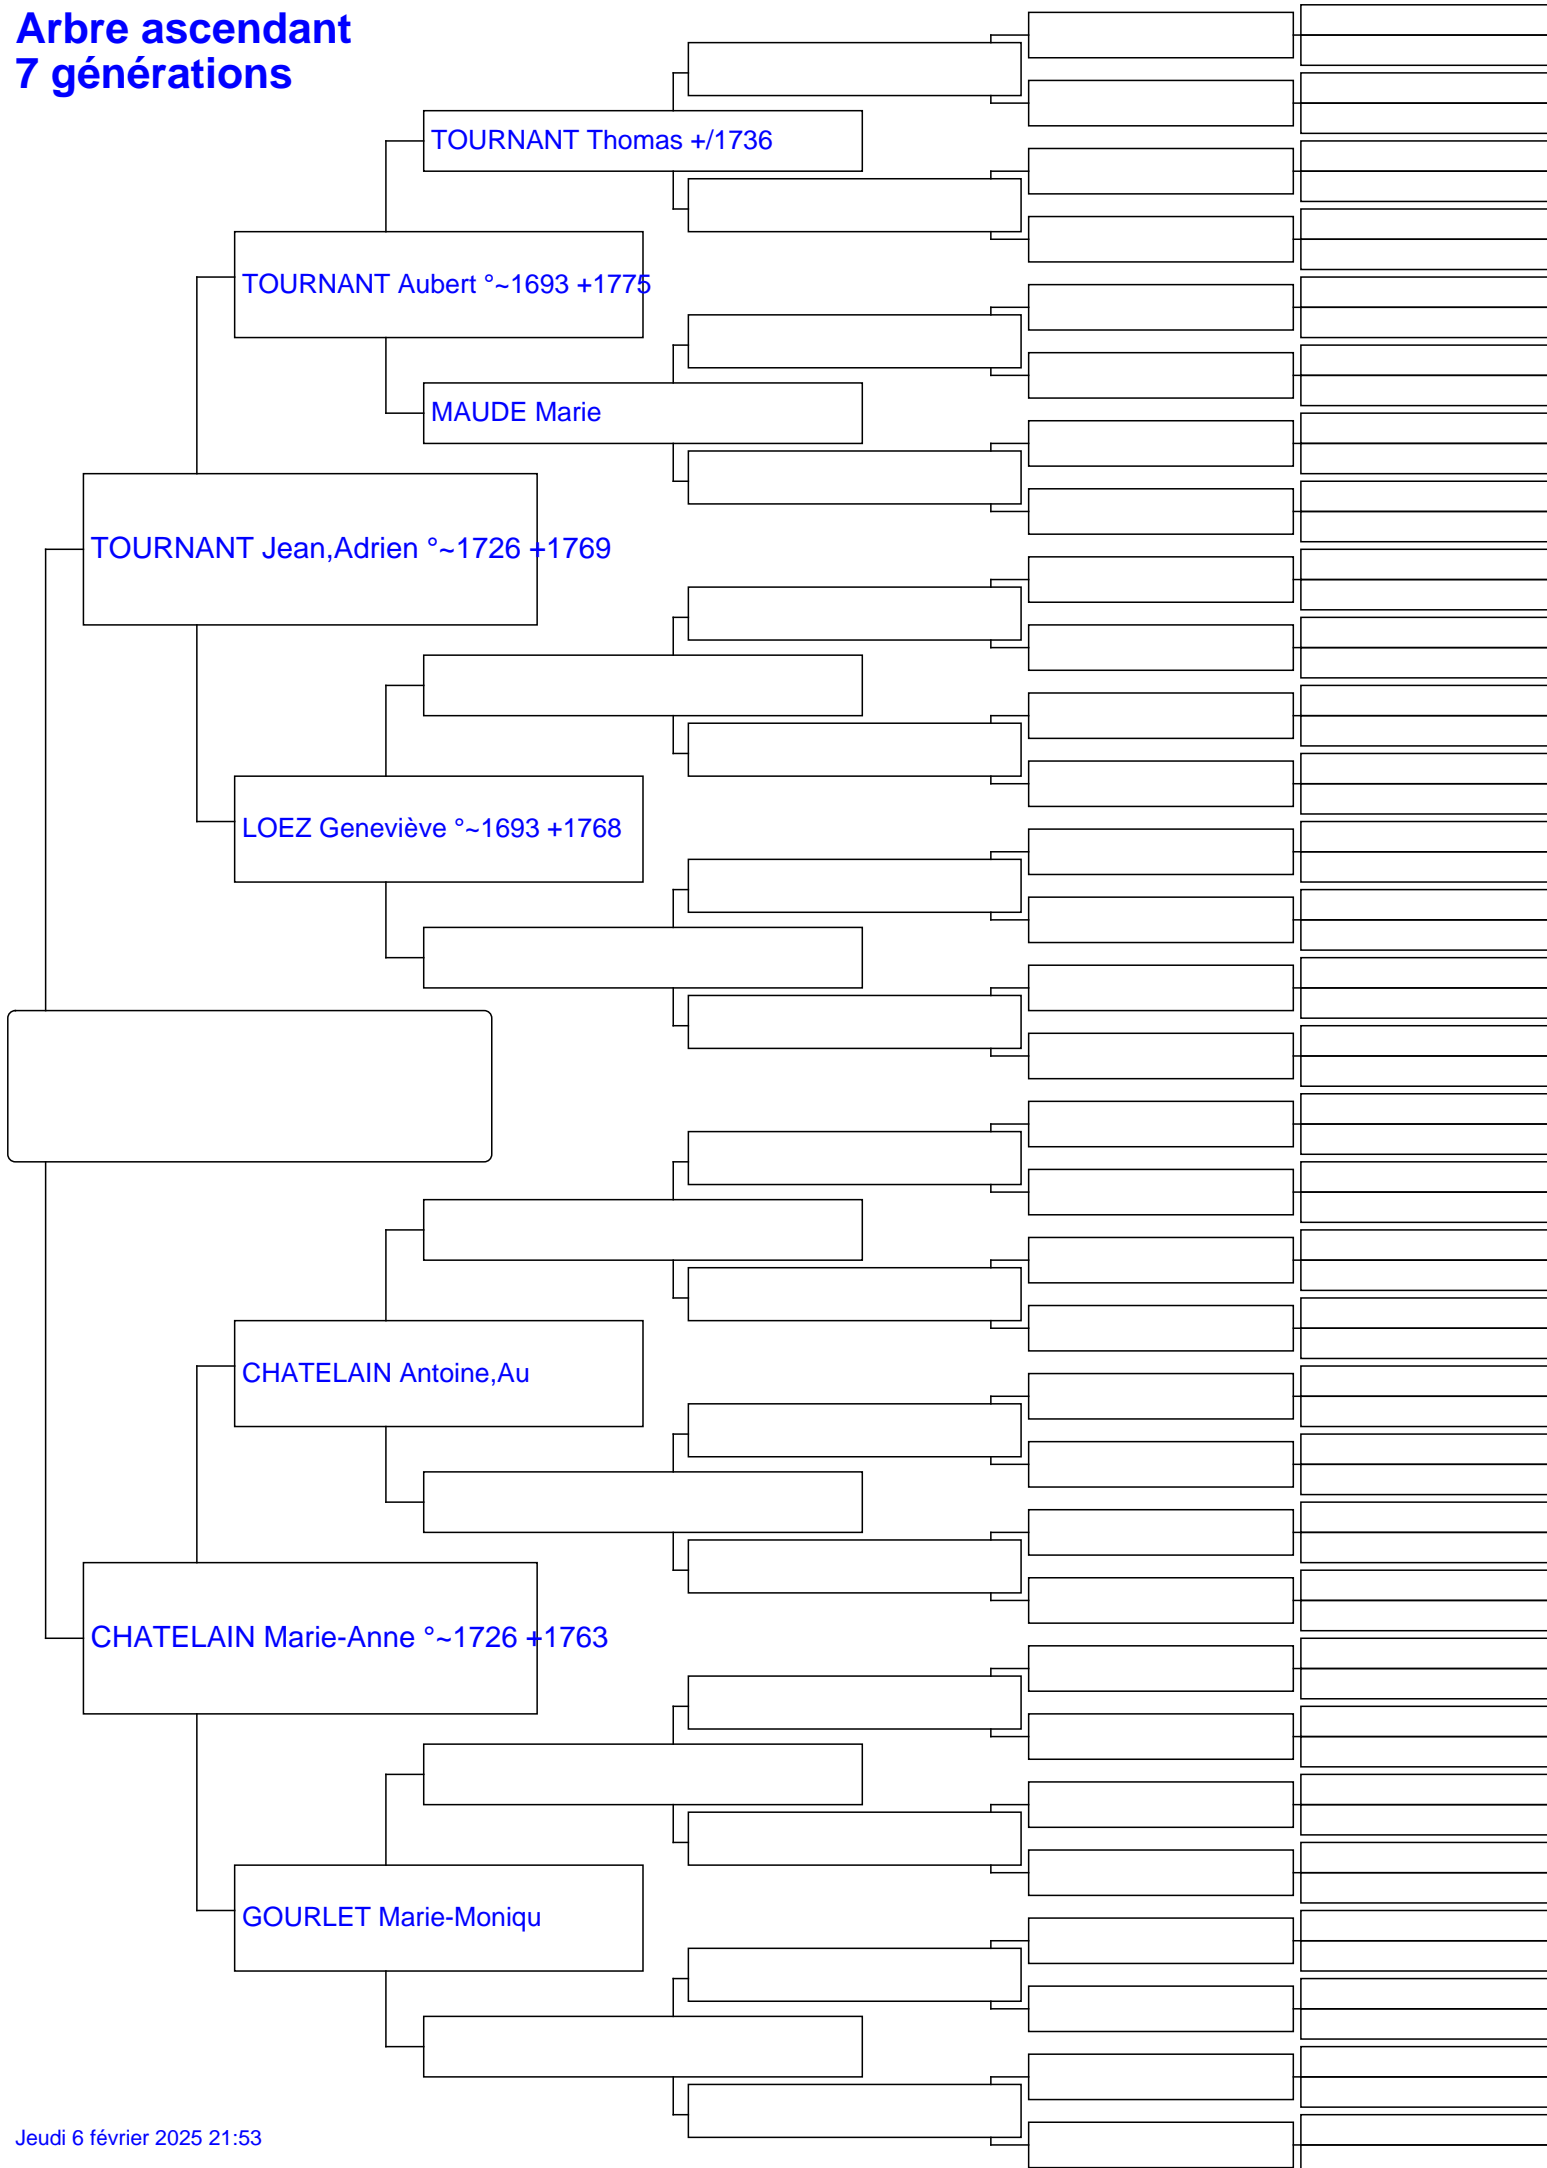 Arbre ascendant
7 générations
TOURNANT Thomas +/1736
TOURNANT Aubert °~1693 +1775
MAUDE Marie
TOURNANT Jean,Adrien °~1726 +1769
LOEZ Geneviève °~1693 +1768
CHATELAIN Antoine,Au
CHATELAIN Marie-Anne °~1726 +1763
GOURLET Marie-Moniqu
Jeudi 6 février 2025 21:53